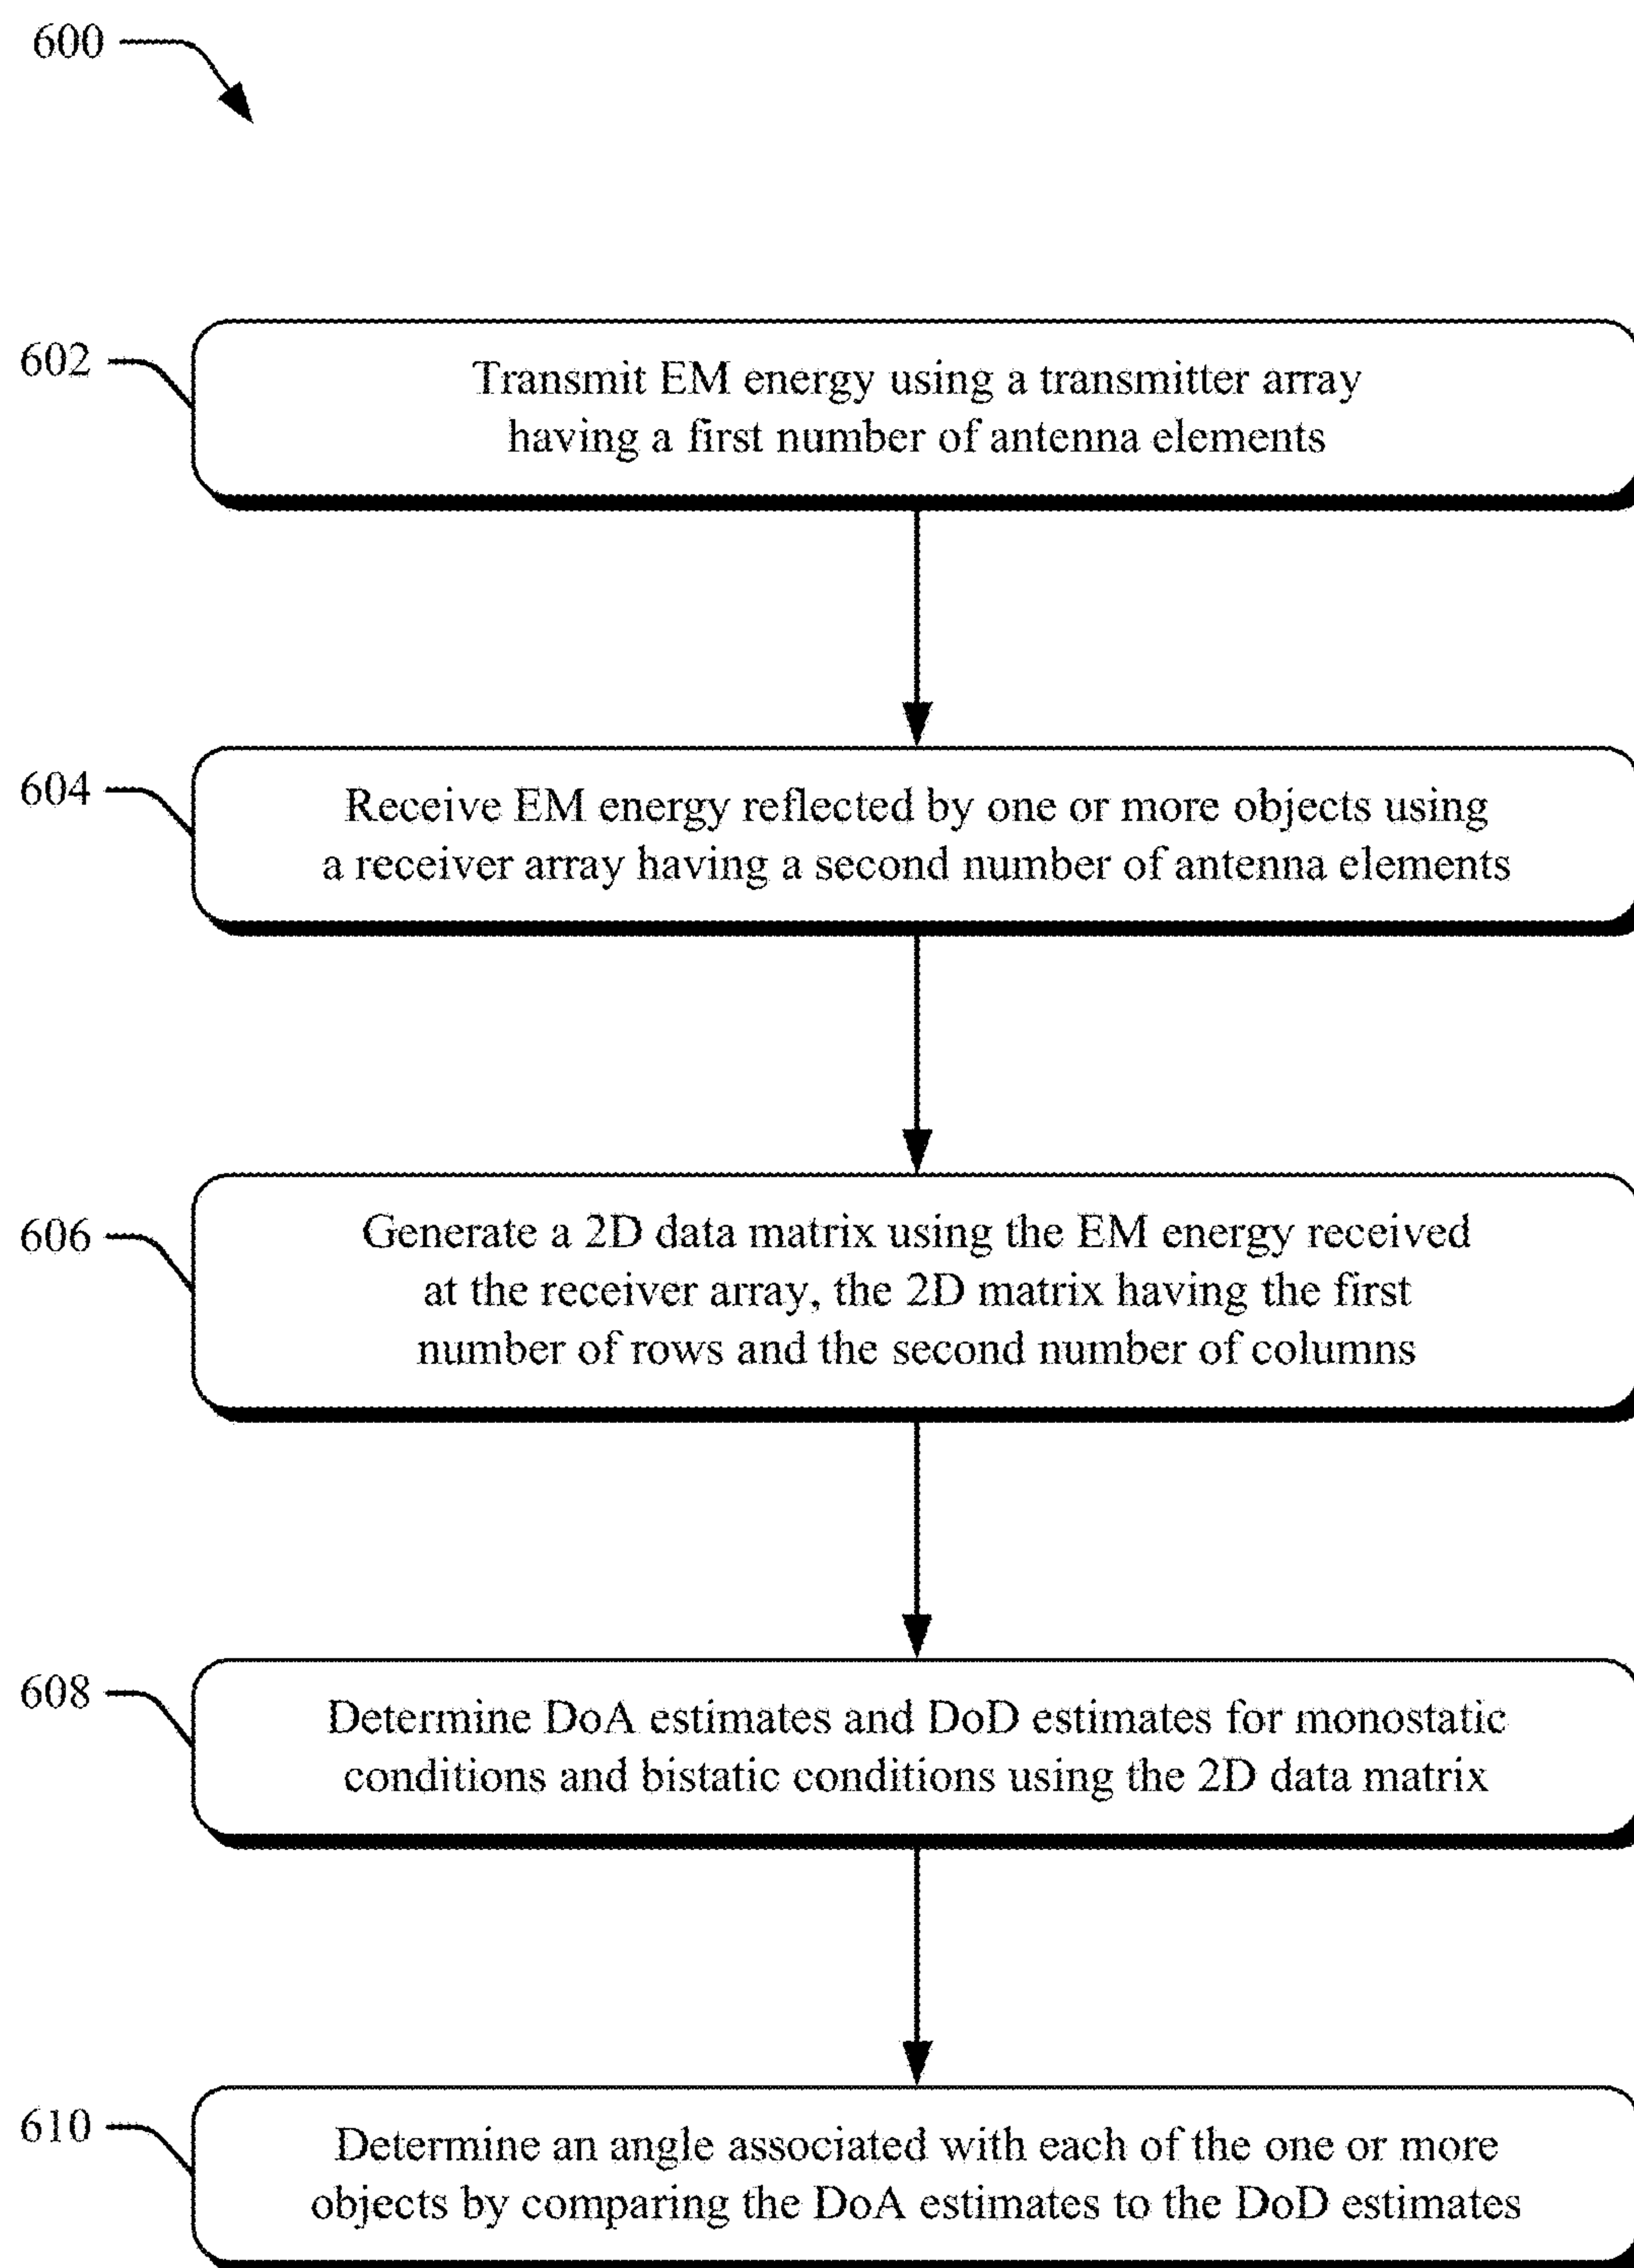 600
602
Transmit EM energy using a transmitter array
having a first number of antenna elements
604
Receive EM energy reflected by one or more objects using
a receiver array having a second number of antenna elements
606
Generate a 2D data matrix using the EM energy received
at the receiver array, the 2D matrix having the first
number of rows and the second number of columns
608
Determine DoA estimates and DoD estimates for monostatic
conditions and bistatic conditions using the 2D data matrix
610
Determine an angle associated with each of the one or more
objects by comparing the DoA estimates to the DoD estimates